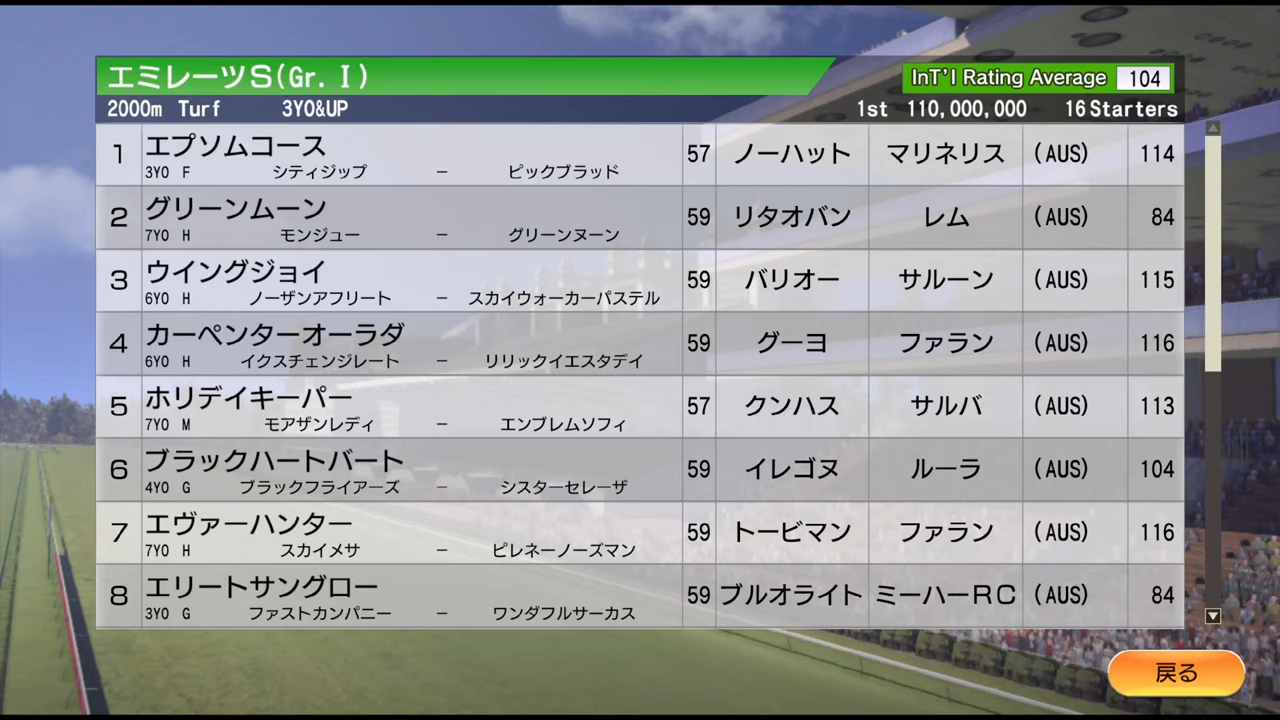 エミレーツS(Gr.Ⅰ)
InT'l Rating Average 104
2000m Turf 3YO&UP 1st 110,000,000 16Starters
1 エプソムコース 57 ノーハット マリネリス (AUS) 114
3YO F シティジップ － ピックブラッド
2 グリーンムーン 59 リタオバン レム (AUS) 84
7YO H モンジュー － グリーンヌーン
3 ウイングジョイ 59 バリオー サルーン (AUS) 115
6YO H ノーザンアフリート － スカイウォーカーパステル
4 カーペンターオーラダ 59 グーヨ ファラン (AUS) 116
6YO H イクスチェンジレート － リリックイエスタデイ
5 ホリデイキーパー 57 クンハス サルバ (AUS) 113
7YO M モアザンレディ － エンブレムソフィ
6 ブラックハートバート 59 イレゴヌ ルーラ (AUS) 104
4YO G ブラックフライアーズ － シスターセレーザ
7 エヴァーハンター 59 トービマン ファラン (AUS) 116
7YO H スカイメサ － ピレネーノーズマン
8 エリートサングロー 59 ブルオライト ミーハーRC (AUS) 84
3YO G ファストカンパニー － ワンダフルサーカス
戻る